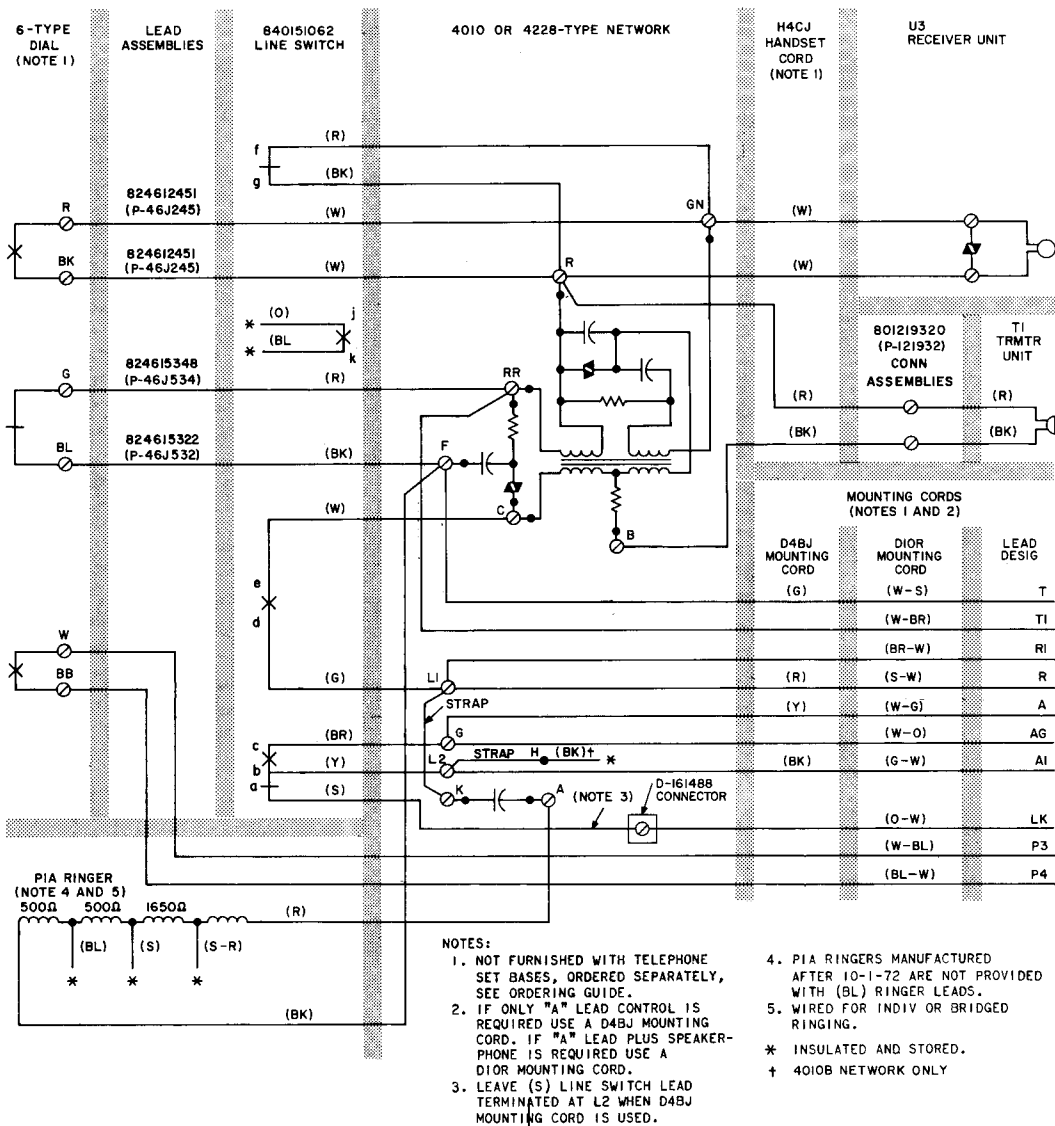 6-TYPE
DIAL
(NOTE 1)
LEAD
ASSEMBLIES
840151062
LINE SWITCH
4010 OR 4228-TYPE NETWORK
H4CJ
HANDSET
CORD
(NOTE 1)
U3
RECEIVER UNIT
f
(R)
g
(BK)
R
824612451
(P-46J245)
(W)
GN
(W)
BK
824612451
(P-46J245)
(W)
R
(W)
* (O) j
* (BL k
801219320
(P-121932)
CONN
ASSEMBLIES
T1
TRMTR
UNIT
G
824615348
(P-46J534)
(R)
RR
(R)
(R)
BL
824615322
(P-46J532)
(BK)
F
(BK)
(BK)
(W)
C
B
MOUNTING CORDS
(NOTES 1 AND 2)
D4BJ
MOUNTING
CORD
DIOR
MOUNTING
CORD
LEAD
DESIG
e
d
(G)
(W-S)
T
(W-BR)
T1
W
(BR-W)
R1
BB
(G)
L1
(R)
(S-W)
R
STRAP
(Y)
(W-G)
A
c
(BR)
G
(W-O)
AG
b
(Y)
L2
STRAP H (BK)† *
(BK)
(G-W)
A1
a
(S)
K
A
(NOTE 3)
D-161488
CONNECTOR
(O-W)
LK
(W-BL)
P3
(BL-W)
P4
P1A RINGER
(NOTE 4 AND 5)
500Ω 500Ω 1650Ω
(R)
(BL) (S) (S-R)
* * *
(BK)
NOTES:
1. NOT FURNISHED WITH TELEPHONE
SET BASES, ORDERED SEPARATELY,
SEE ORDERING GUIDE.
2. IF ONLY "A" LEAD CONTROL IS
REQUIRED USE A D4BJ MOUNTING
CORD. IF "A" LEAD PLUS SPEAKER-
PHONE IS REQUIRED USE A
DIOR MOUNTING CORD.
3. LEAVE (S) LINE SWITCH LEAD
TERMINATED AT L2 WHEN D4BJ
MOUNTING CORD IS USED.
4. P1A RINGERS MANUFACTURED
AFTER 10-1-72 ARE NOT PROVIDED
WITH (BL) RINGER LEADS.
5. WIRED FOR INDIV OR BRIDGED
RINGING.
* INSULATED AND STORED.
† 4010B NETWORK ONLY